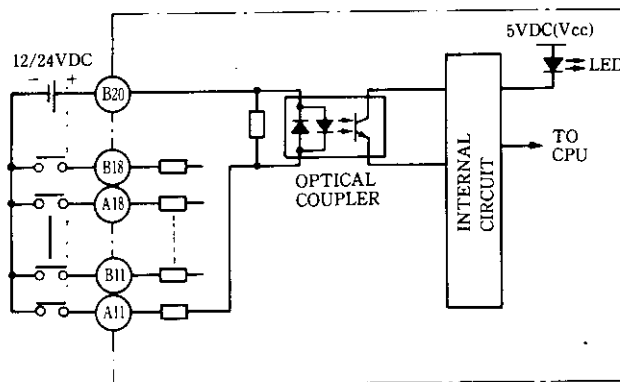 12/24VDC
− +
B20
B18
A18
B11
A11
OPTICAL
COUPLER
INTERNAL
CIRCUIT
5VDC(Vcc)
LED
TO
CPU